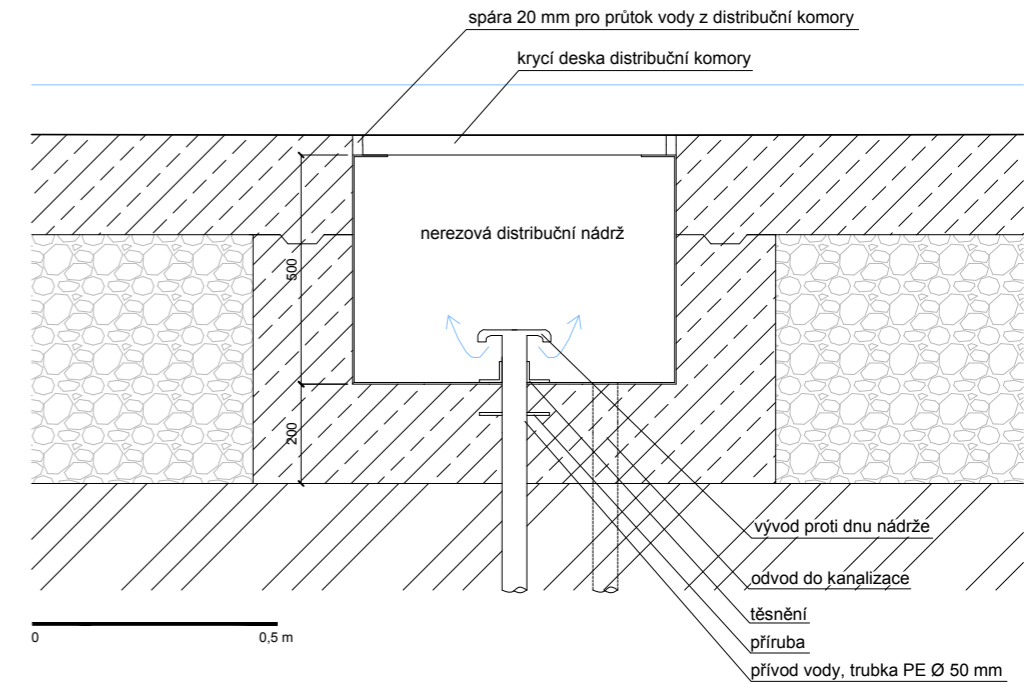 spára 20 mm pro průtok vody z distribuční komory
krycí deska distribuční komory
nerezová distribuční nádrž
500
200
vývod proti dnu nádrže
odvod do kanalizace
těsnění
příruba
přívod vody, trubka PE Ø 50 mm
0
0,5 m